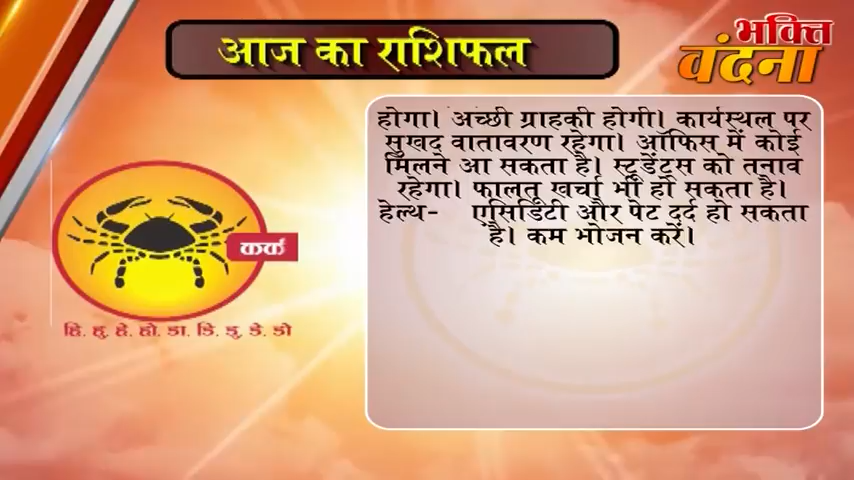 आज का राशिफल
भक्ति
वंदना
होगा। अच्छी ग्राहकी होगी। कार्यस्थल पर
सुखद वातावरण रहेगा। ऑफिस में कोई
मिलने आ सकता है। स्टूडेंट्स को तनाव
रहेगा। फालतू खर्चा भी हो सकता है।
हेल्थ- एसिडिटी और पेट दर्द हो सकता
है। कम भोजन करें।
कर्क
हि. हु. हे. हो. डा. डि. डु. डे. डो